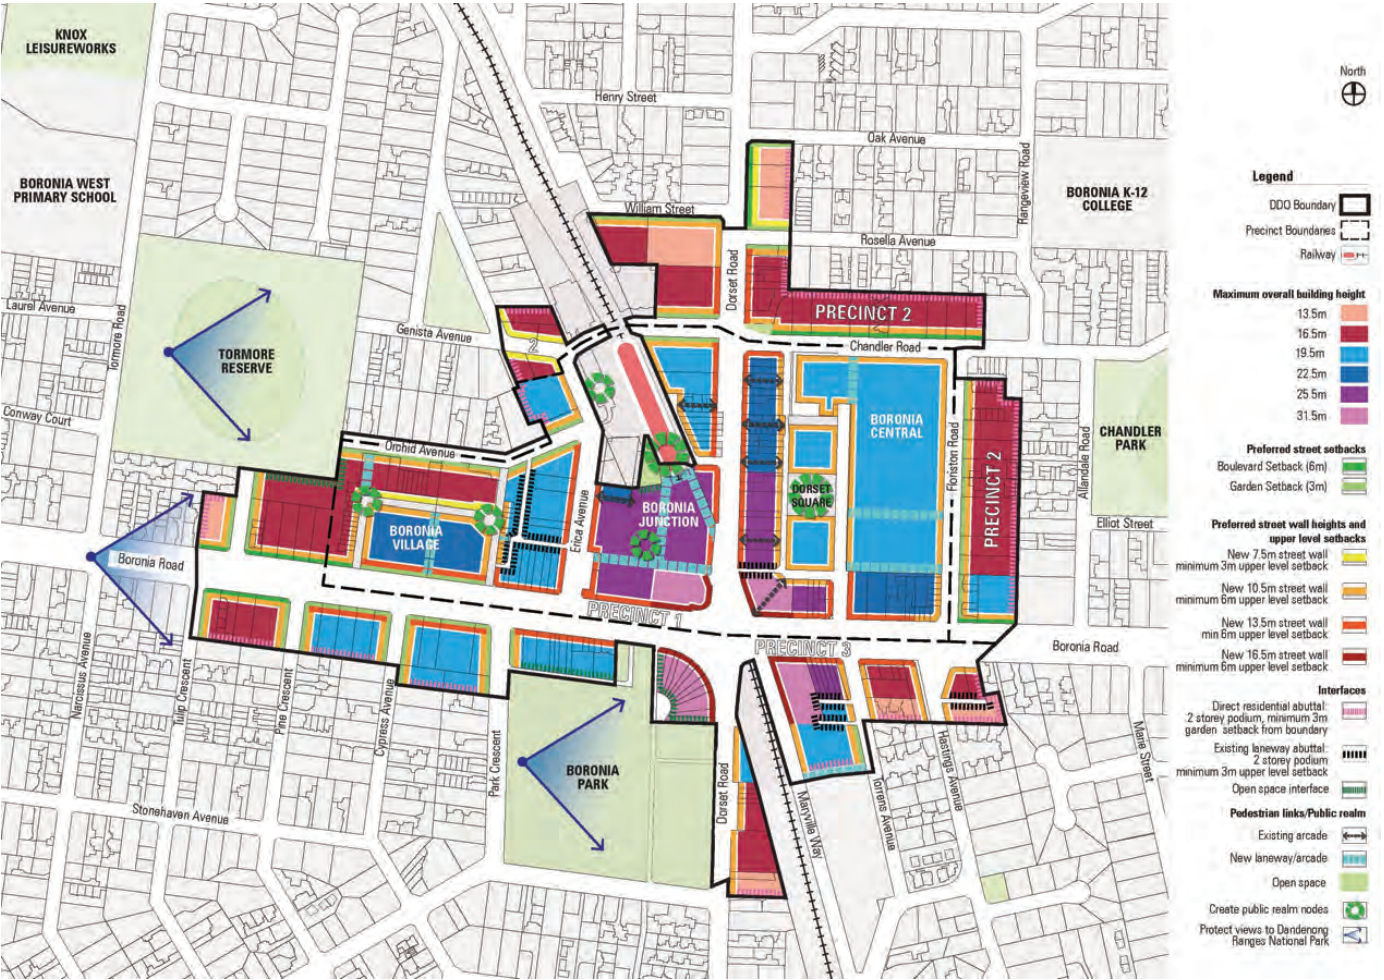 KNOX
LEISUREWORKS
Henry Street
Oak Avenue
Rangeview Road
BORONIA WEST
PRIMARY SCHOOL
BORONIA K-12
COLLEGE
William Street
Rosella Avenue
Dorset Road
Laurel Avenue
Tormore Road
Genista Avenue
PRECINCT 2
Chandler Road
TORMORE
RESERVE
Conway Court
Orchid Avenue
BORONIA
CENTRAL
CHANDLER
PARK
Floriston Road
PRECINCT 2
Allandale Road
DORSET
SQUARE
BORONIA
JUNCTION
Elliot Street
Erica Avenue
BORONIA
VILLAGE
Boronia Road
PRECINCT 1
PRECINCT 3
Boronia Road
Narcissus Avenue
Tulip Crescent
Pine Crescent
Cypress Avenue
Park Crescent
BORONIA
PARK
Dorset Road
Maryville Way
Torrens Avenue
Hastings Avenue
Marie Street
Stonehaven Avenue
North
Legend
DDO Boundary
Precinct Boundaries
Railway
Maximum overall building height
13.5m
16.5m
19.5m
22.5m
25.5m
31.5m
Preferred street setbacks
Boulevard Setback (6m)
Garden Setback (3m)
Preferred street wall heights and
upper level setbacks
New 7.5m street wall
minimum 3m upper level setback
New 10.5m street wall
minimum 6m upper level setback
New 13.5m street wall
min 6m upper level setback
New 16.5m street wall
minimum 6m upper level setback
Interfaces
Direct residential abuttal:
2 storey podium, minimum 3m
garden setback from boundary
Existing laneway abuttal:
2 storey podium
minimum 3m upper level setback
Open space interface
Pedestrian links/Public realm
Existing arcade
New laneway/arcade
Open space
Create public realm nodes
Protect views to Dandenong
Ranges National Park